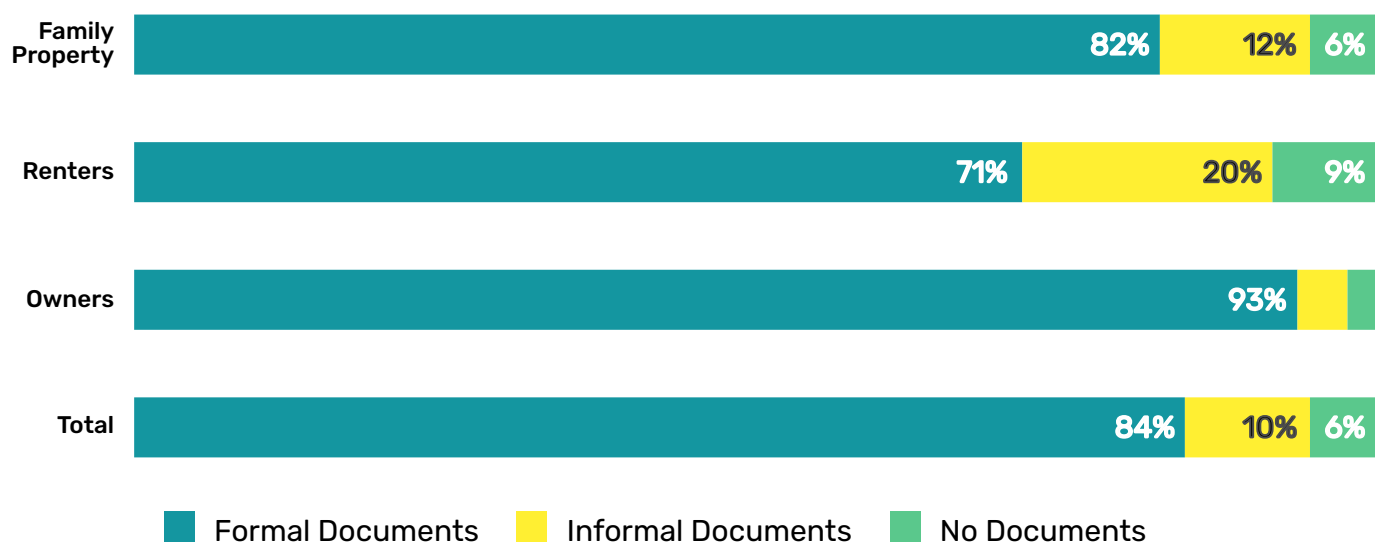 Family
Property
82% 12% 6%
Renters
71% 20% 9%
Owners
93%
Total
84% 10% 6%
Formal Documents Informal Documents No Documents